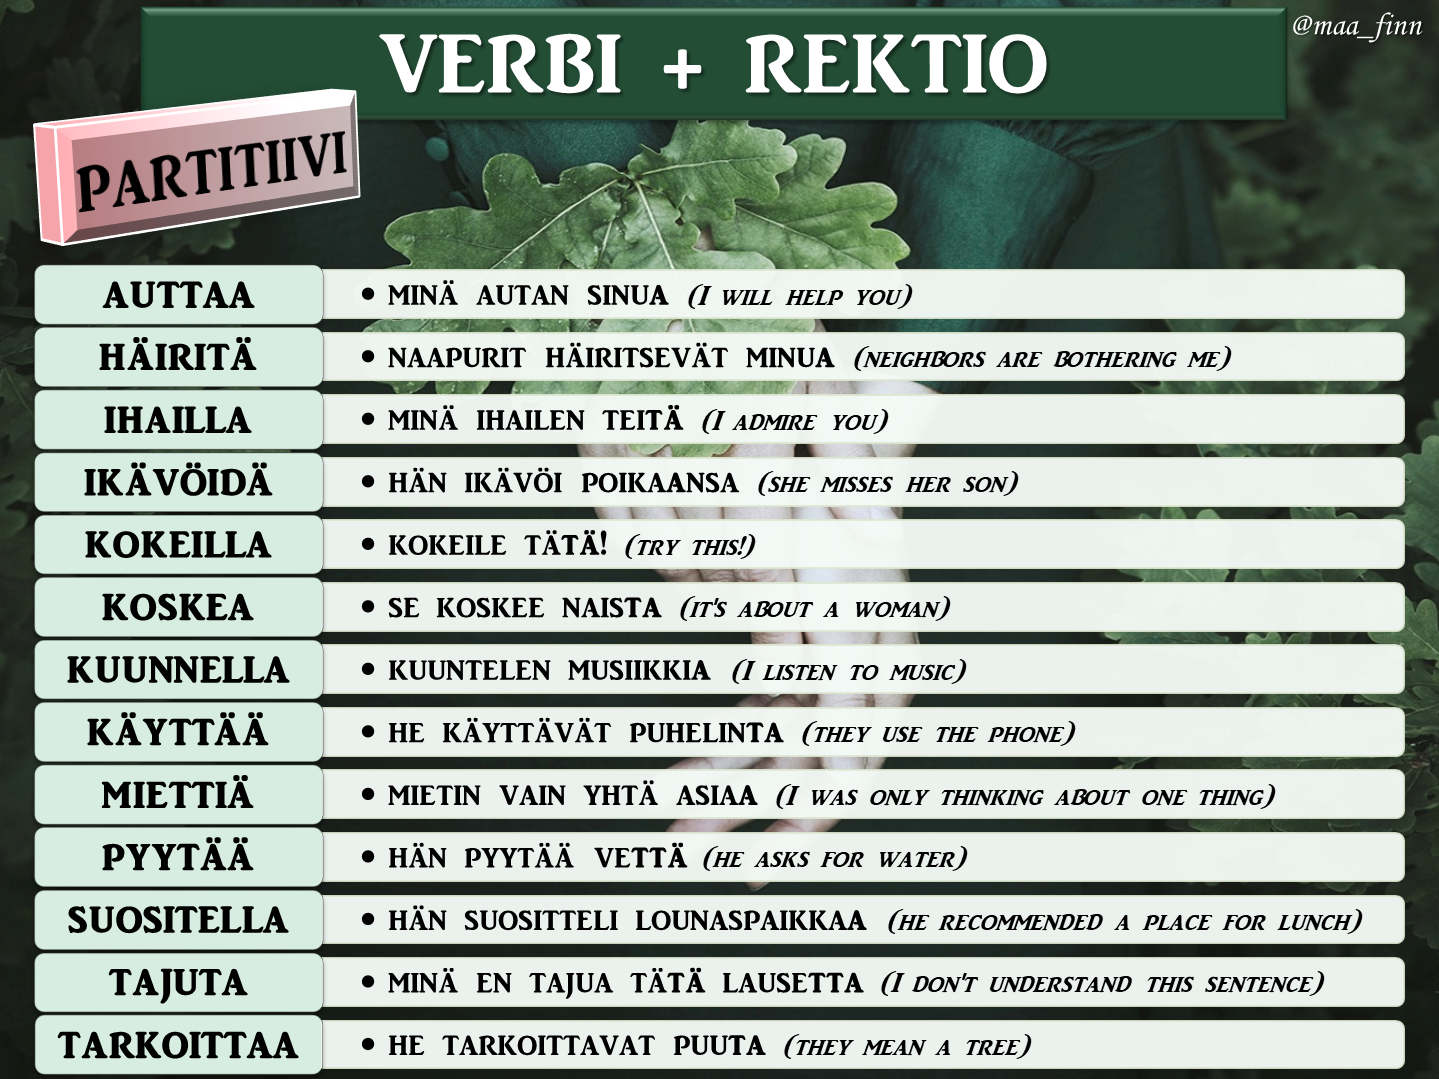 @maa_finn
VERBI + REKTIO
PARTITIIVI
AUTTAA
• MINÄ AUTAN SINUA (I WILL HELP YOU)
HÄIRITÄ
• NAAPURIT HÄIRITSEVÄT MINUA (NEIGHBORS ARE BOTHERING ME)
IHAILLA
• MINÄ IHAILEN TEITÄ (I ADMIRE YOU)
IKÄVÖIDÄ
• HÄN IKÄVÖI POIKAANSA (SHE MISSES HER SON)
KOKEILLA
• KOKEILE TÄTÄ! (TRY THIS!)
KOSKEA
• SE KOSKEE NAISTA (IT'S ABOUT A WOMAN)
KUUNNELLA
• KUUNTELEN MUSIIKKIA (I LISTEN TO MUSIC)
KÄYTTÄÄ
• HE KÄYTTÄVÄT PUHELINTA (THEY USE THE PHONE)
MIETTIÄ
• MIETIN VAIN YHTÄ ASIAA (I WAS ONLY THINKING ABOUT ONE THING)
PYYTÄÄ
• HÄN PYYTÄÄ VETTÄ (HE ASKS FOR WATER)
SUOSITELLA
• HÄN SUOSITTELI LOUNASPAIKKAA (HE RECOMMENDED A PLACE FOR LUNCH)
TAJUTA
• MINÄ EN TAJUA TÄTÄ LAUSETTA (I DON'T UNDERSTAND THIS SENTENCE)
TARKOITTAA
• HE TARKOITTAVAT PUUTA (THEY MEAN A TREE)